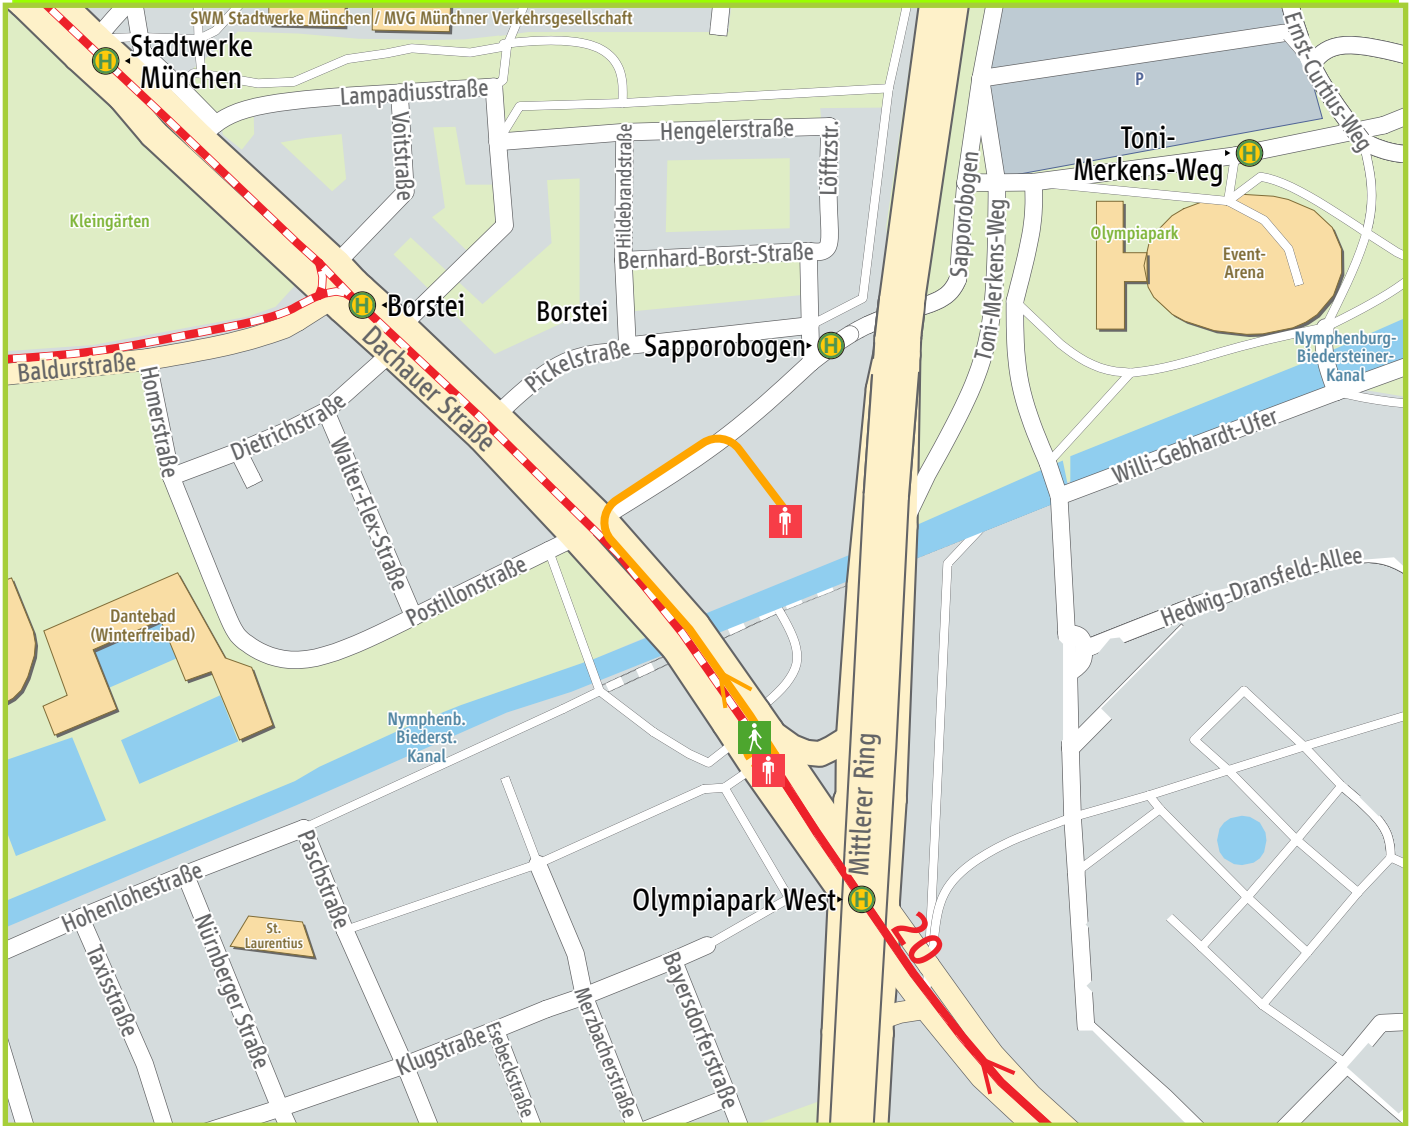 SWM Stadtwerke München / MVG Münchner Verkehrsgesellschaft
H
Stadtwerke
München
Lampadiusstraße
Voitstraße
Hengelerstraße
Hildebrandstraße
Löfftzstr.
Bernhard-Borst-Straße
Sapporobogen
Toni-Merkens-Weg
P
Ernst-Curtius-Weg
Toni-
Merkens-Weg
H
Kleingärten
Olympiapark
Event-
Arena
H
Borstei
Borstei
Sapporobogen
H
Pickelstraße
Toni-Merkens-Weg
Nymphenburg-
Biedersteiner-
Kanal
Baldurstraße
Dachauer Straße
Homerstraße
Dietrichstraße
Walter-Flex-Straße
Willi-Gebhardt-Ufer
Postillonstraße
Hedwig-Dransfeld-Allee
Dantebad
(Winterfreibad)
Nymphenb.
Biederst.
Kanal
Mittlerer Ring
Olympiapark West
H
20
Hohenlohestraße
Paschstraße
St.
Laurentius
Taxisstraße
Nürnberger Straße
Klugstraße
Esebeckstraße
Merzbacherstraße
Bayersdorferstraße